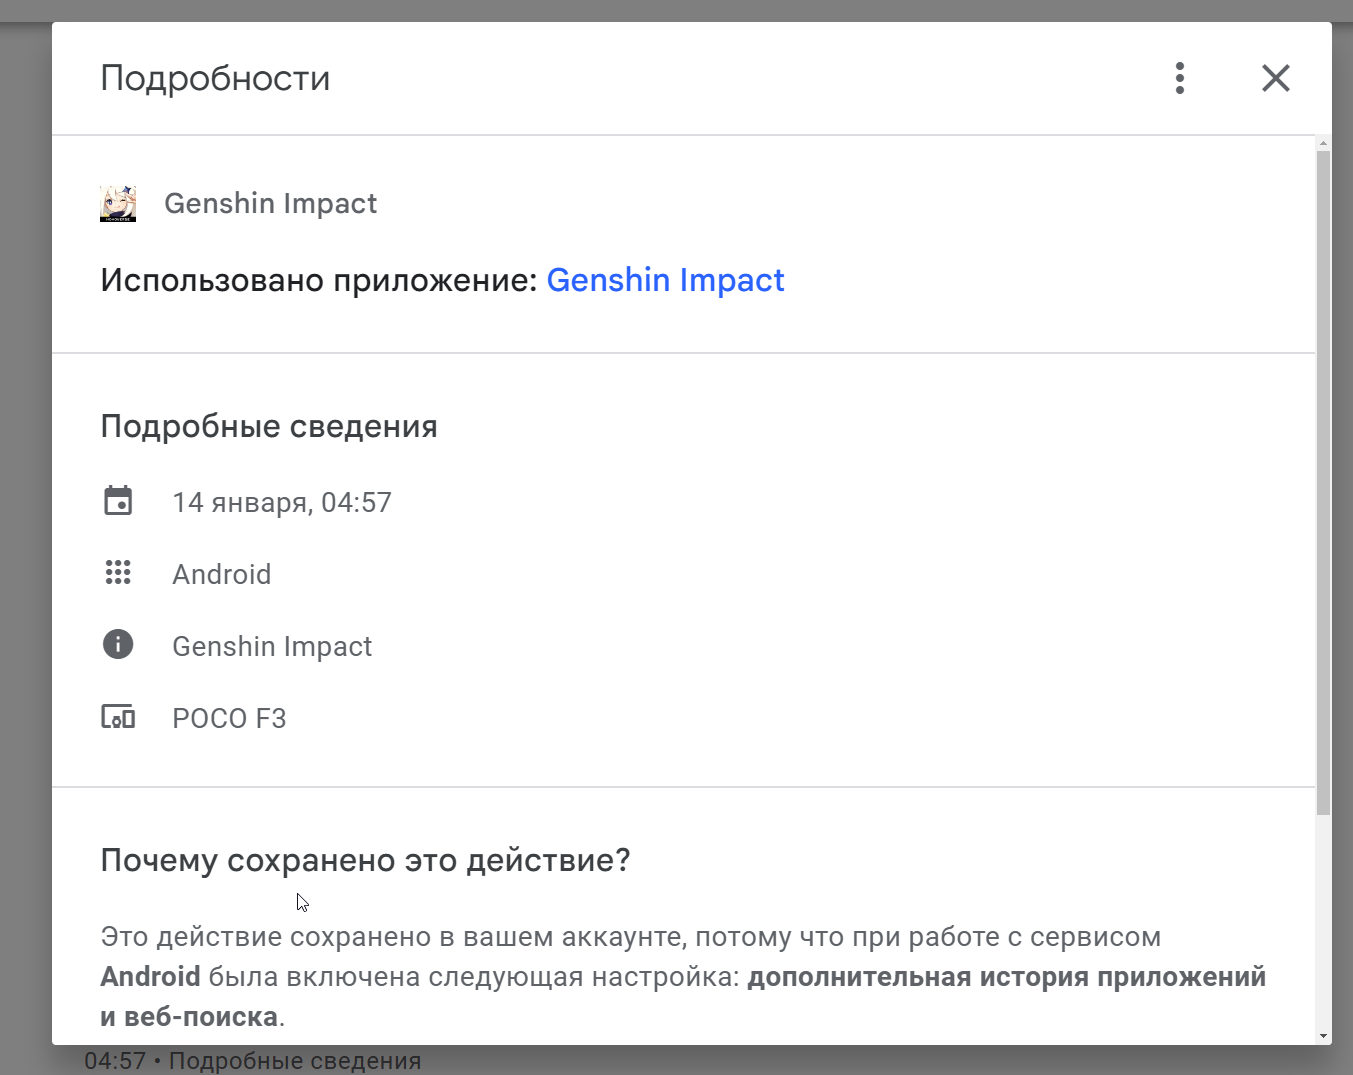 Подробности
Genshin Impact
Использовано приложение: Genshin Impact
Подробные сведения
14 января, 04:57
Android
Genshin Impact
POCO F3
Почему сохранено это действие?
Это действие сохранено в вашем аккаунте, потому что при работе с сервисом
Android была включена следующая настройка: дополнительная история приложений
и веб-поиска.
04:57 • Подробные сведения